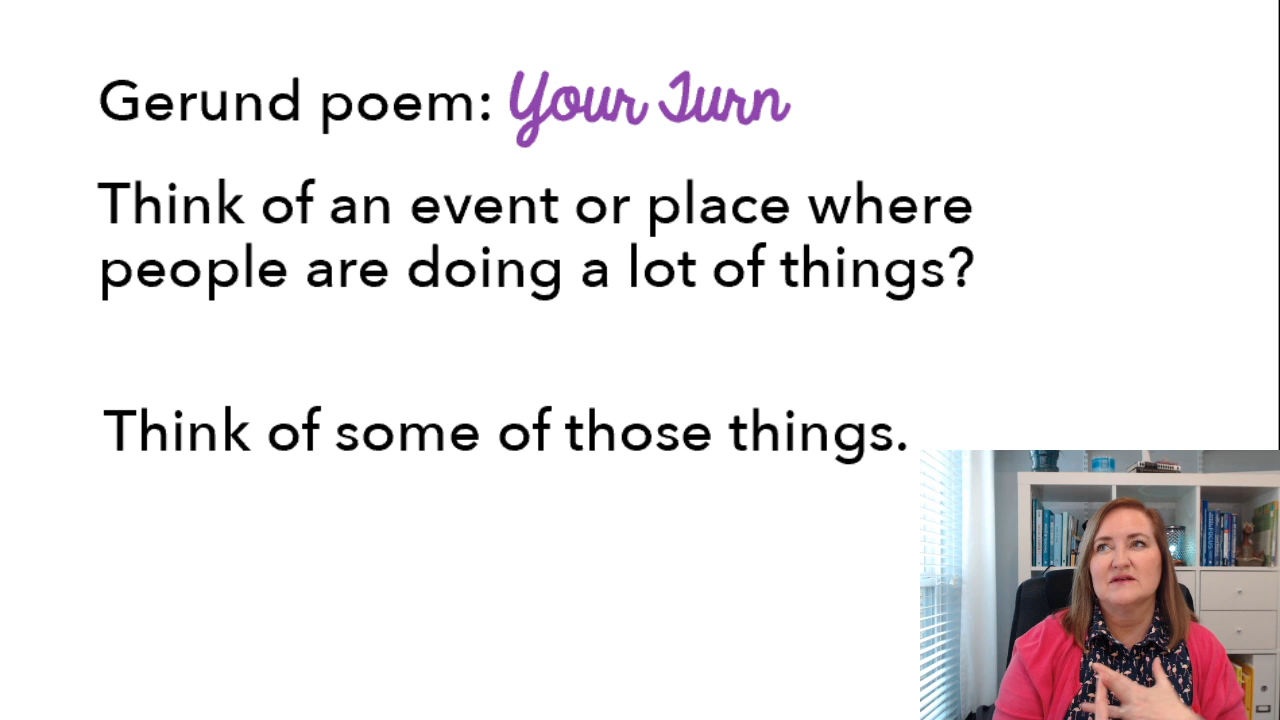 Gerund poem: Your Turn
Think of an event or place where
people are doing a lot of things?
Think of some of those things.